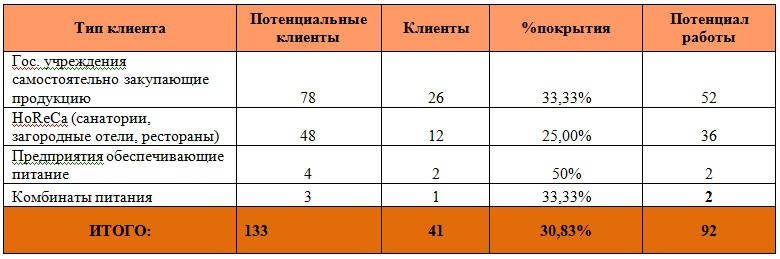 Тип клиента Потенциальные клиенты Клиенты %покрытия Потенциал работы
Гос. учреждения
самостоятельно закупающие
продукцию 78 26 33,33% 52
HoReCa (санатории,
загородные отели, рестораны) 48 12 25,00% 36
Предприятия обеспечивающие
питание 4 2 50% 2
Комбинаты питания 3 1 33,33% 2
ИТОГО: 133 41 30,83% 92